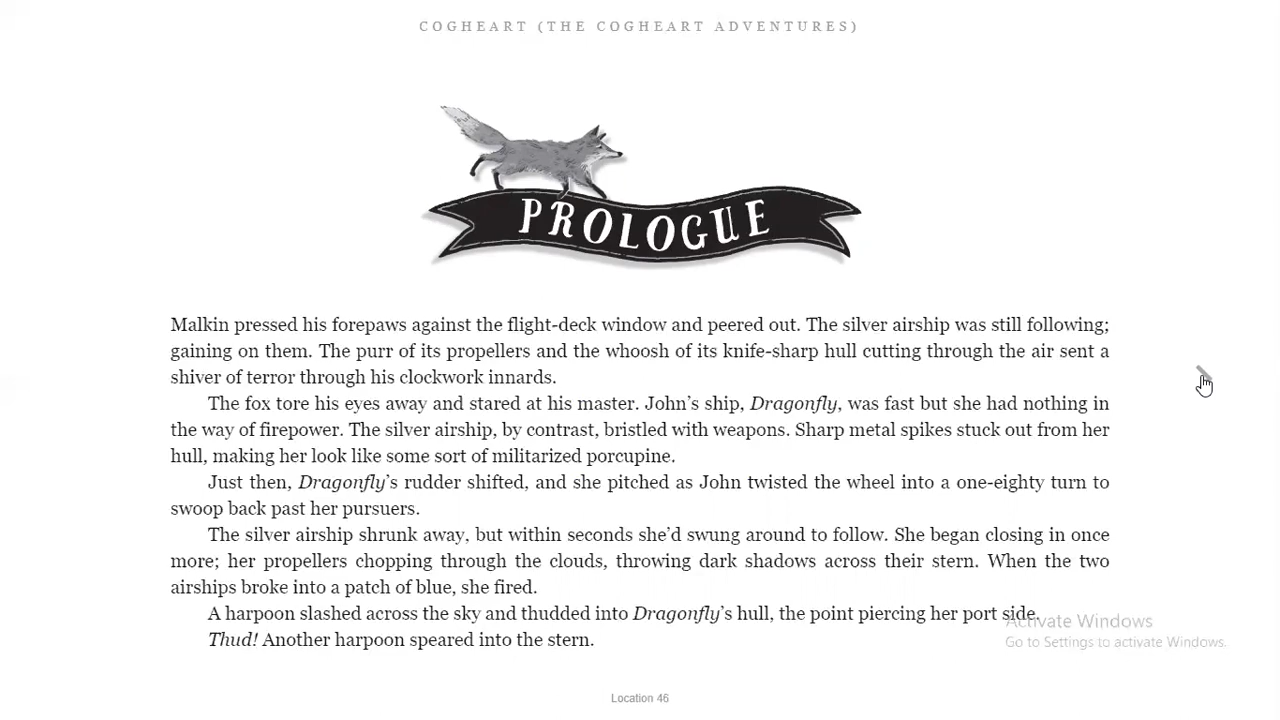 COGHEART (THE COGHEART ADVENTURES)
PROLOGUE
Malkin pressed his forepaws against the flight-deck window and peered out. The silver airship was still following;
gaining on them. The purr of its propellers and the whoosh of its knife-sharp hull cutting through the air sent a
shiver of terror through his clockwork innards.
The fox tore his eyes away and stared at his master. John’s ship, Dragonfly, was fast but she had nothing in
the way of firepower. The silver airship, by contrast, bristled with weapons. Sharp metal spikes stuck out from her
hull, making her look like some sort of militarized porcupine.
Just then, Dragonfly’s rudder shifted, and she pitched as John twisted the wheel into a one-eighty turn to
swoop back past her pursuers.
The silver airship shrunk away, but within seconds she’d swung around to follow. She began closing in once
more; her propellers chopping through the clouds, throwing dark shadows across their stern. When the two
airships broke into a patch of blue, she fired.
A harpoon slashed across the sky and thudded into Dragonfly’s hull, the point piercing her port side.
Thud! Another harpoon speared into the stern.
Activate Windows
Go to Settings to activate Windows.
Location 46